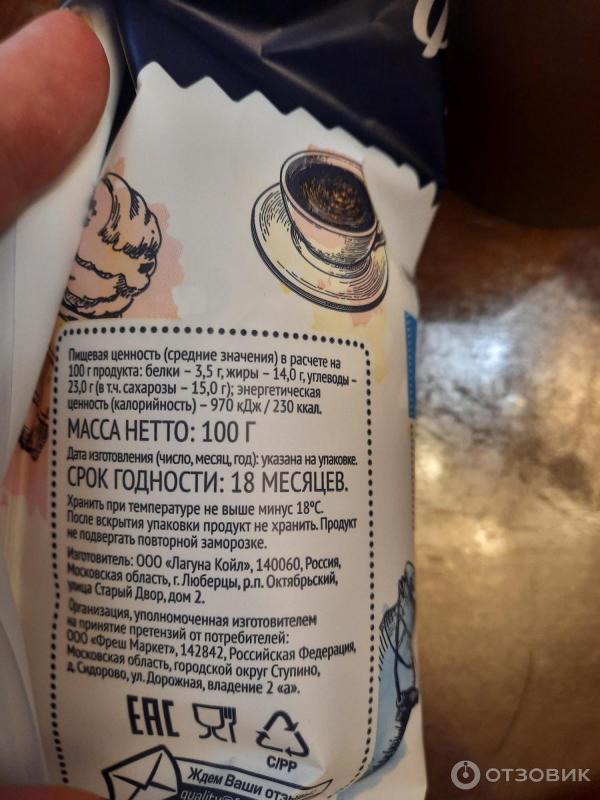 Ф
Пищевая ценность (средние значения) в расчете на
100 г продукта: белки – 3,5 г, жиры – 14,0 г, углеводы –
23,0 г (в т.ч. сахарозы – 15,0 г); энергетическая
ценность (калорийность) – 970 кДж / 230 ккал.
МАССА НЕТТО: 100 Г
Дата изготовления (число, месяц, год): указана на упаковке.
СРОК ГОДНОСТИ: 18 МЕСЯЦЕВ.
Хранить при температуре не выше минус 18°С.
После вскрытия упаковки продукт не хранить. Продукт
не подвергать повторной заморозке.
Изготовитель: ООО «Лагуна Койл», 140060, Россия,
Московская область, г. Люберцы, р.п. Октябрьский,
улица Старый Двор, дом 2.
Организация, уполномоченная изготовителем
на принятие претензий от потребителей:
ООО «Фреш Маркет», 142842, Российская Федерация,
Московская область, городской округ Ступино,
д. Сидорово, ул. Дорожная, владение 2 «а».
ЕАС
C/PP
Ждем Ваши
quality@
ОТЗОВИК